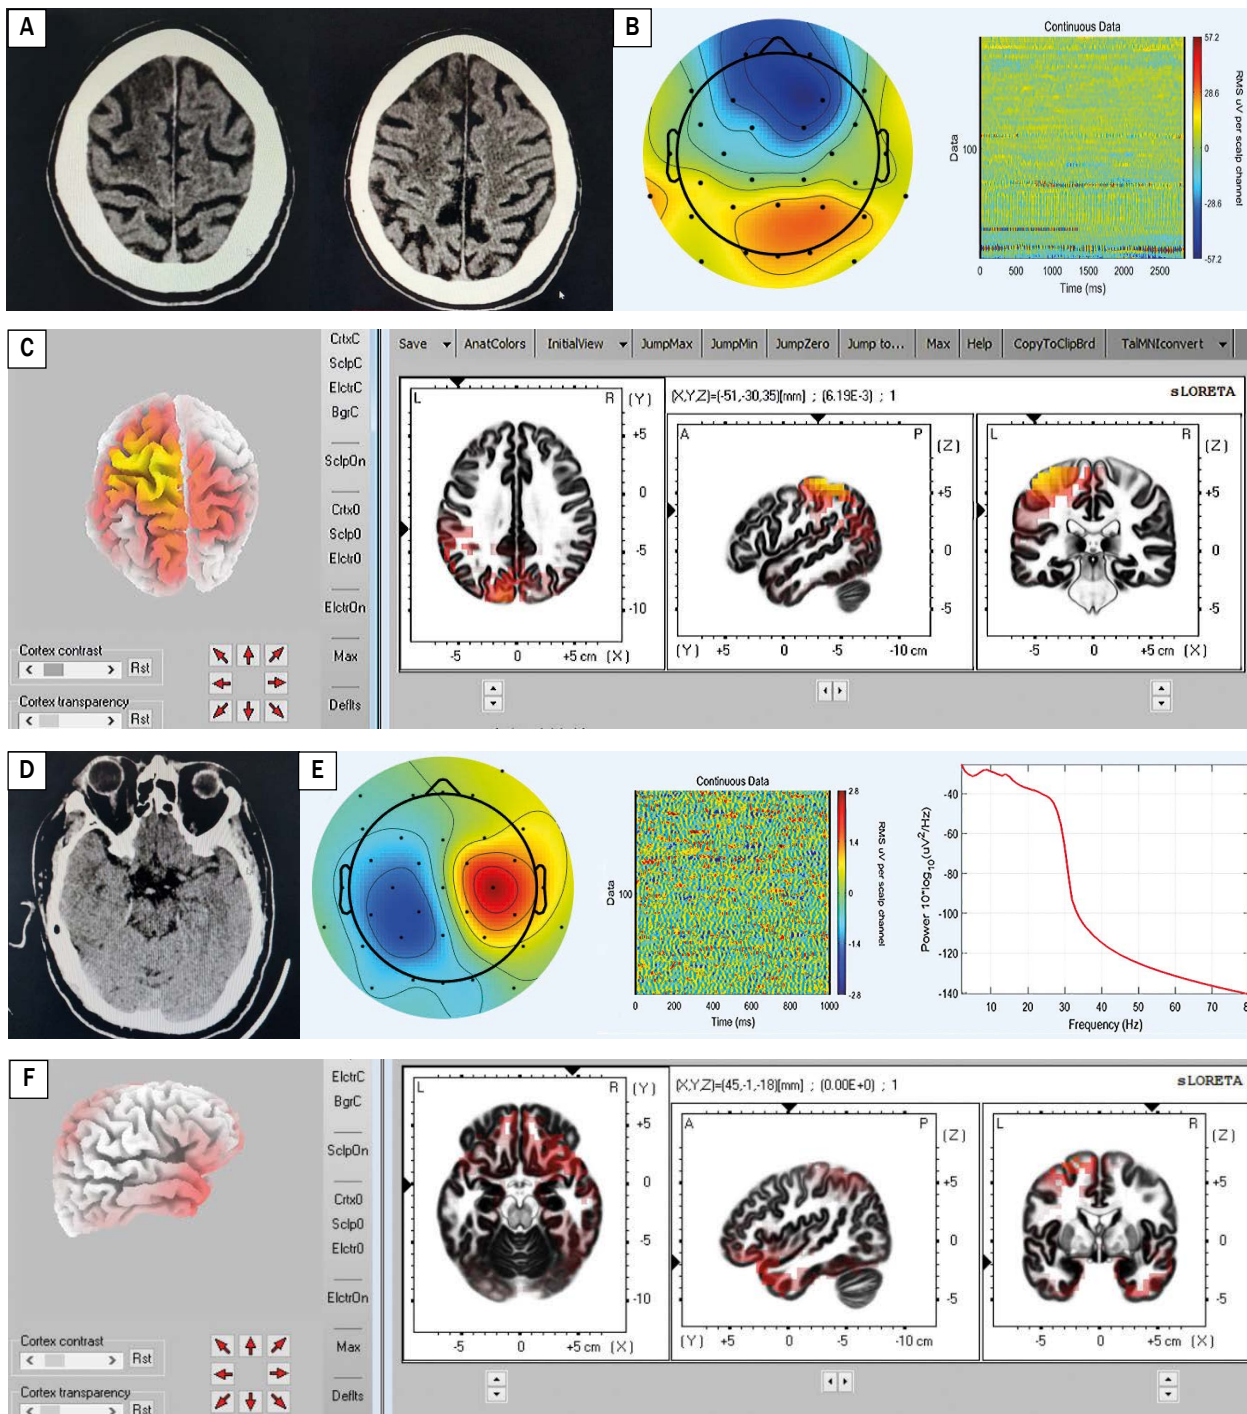 A
B
Continuous Data
57.2
28.6
0
-28.6
-57.2
RMS uV per scalp channel
Data
100
0 500 1000 1500 2000 2500
Time (ms)
C
CrtxC
SclpC
ElctrC
BgrC
SclpOn
Crtx0
Sclp0
Elctr0
ElctrOn
Max
Deflts
Cortex contrast
< > Rst
Cortex transparency
< > Rst
Save AnatColors InitialView JumpMax JumpMin JumpZero Jump to... Max Help CopyToClipBrd TalMNIconvert
(X,Y,Z)=(-51,-30,35)[mm] ; (6.19E-3) ; 1
sLORETA
L R (Y)
+5
0
-5
-10
-5 0 +5 cm (X)
A P (Z)
+5
0
-5
(Y) +5 0 -5 -10 cm
L R (Z)
+5
0
-5
-5 0 +5 cm (X)
D
E
Continuous Data
2.8
14
0
-14
-28
RMS uV per scalp channel
Data
100
0 200 400 600 800 1000
Time (ms)
Power 10*log10(uV2/Hz)
-40
-60
-80
-100
-120
-140
10 20 30 40 50 60 70 8
Frequency (Hz)
F
ElctrC
BgrC
SclpOn
Crtx0
Sclp0
Elctr0
ElctrOn
Max
Deflts
Cortex contrast
< > Rst
Cortex transparency
< > Rst
(X,Y,Z)=(45,-1,-18)[mm] ; (0.00E+0) ; 1
sLORETA
L R (Y)
+5
0
-5
-10
-5 0 +5 cm (X)
A P (Z)
+5
0
-5
(Y) +5 0 -5 -10 cm
L R (Z)
+5
0
-5
-5 0 +5 cm (X)